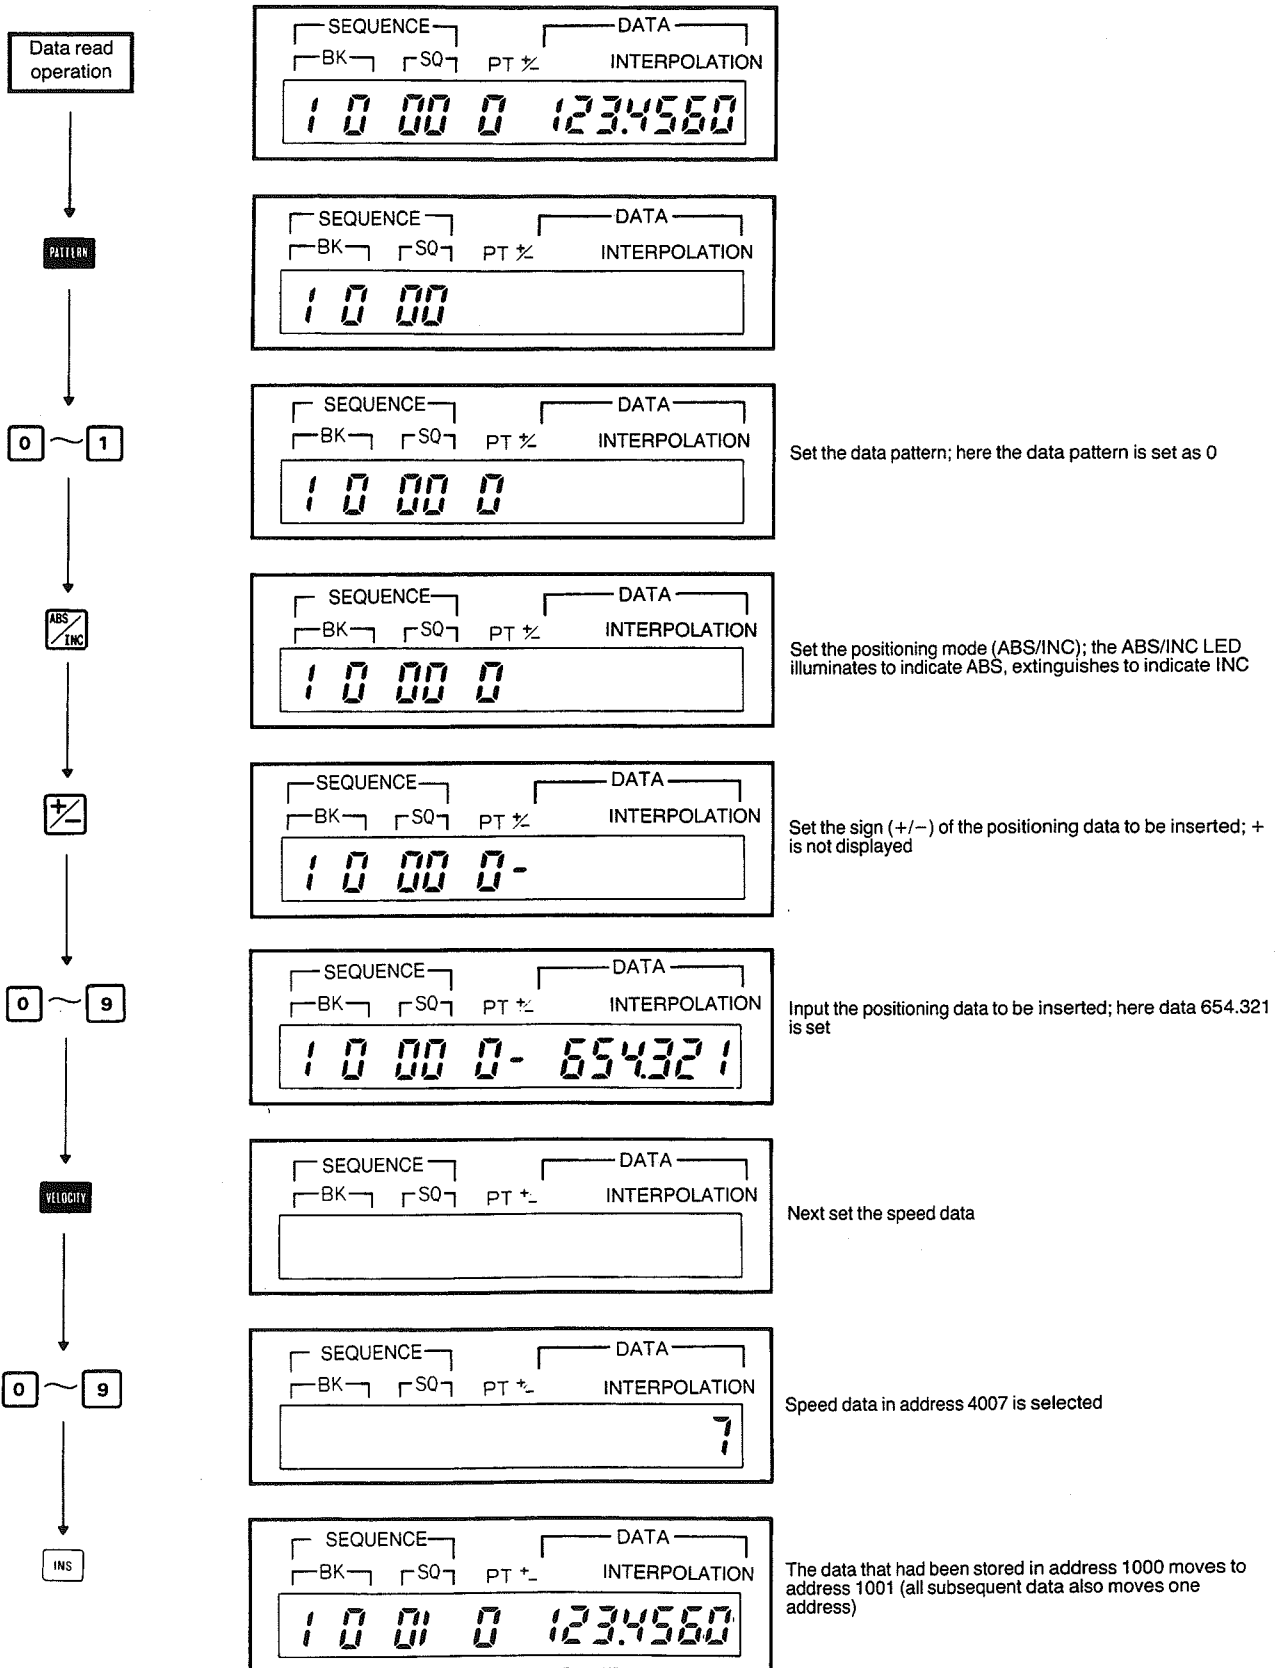 Data read
operation
SEQUENCE DATA
BK SQ PT +/- INTERPOLATION
1 0 00 0 123.4560
PATTERN
SEQUENCE DATA
BK SQ PT +/- INTERPOLATION
1 0 00
0 ~ 1
SEQUENCE DATA
BK SQ PT +/- INTERPOLATION
1 0 00 0
Set the data pattern; here the data pattern is set as 0
ABS/INC
SEQUENCE DATA
BK SQ PT +/- INTERPOLATION
1 0 00 0
Set the positioning mode (ABS/INC); the ABS/INC LED
illuminates to indicate ABS, extinguishes to indicate INC
+/-
SEQUENCE DATA
BK SQ PT +/- INTERPOLATION
1 0 00 0-
Set the sign (+/−) of the positioning data to be inserted; +
is not displayed
0 ~ 9
SEQUENCE DATA
BK SQ PT +/- INTERPOLATION
1 0 00 0- 654.321
Input the positioning data to be inserted; here data 654.321
is set
VELOCITY
SEQUENCE DATA
BK SQ PT +/- INTERPOLATION
Next set the speed data
0 ~ 9
SEQUENCE DATA
BK SQ PT +/- INTERPOLATION
7
Speed data in address 4007 is selected
INS
SEQUENCE DATA
BK SQ PT +/- INTERPOLATION
1 0 01 0 123.4560
The data that had been stored in address 1000 moves to
address 1001 (all subsequent data also moves one
address)